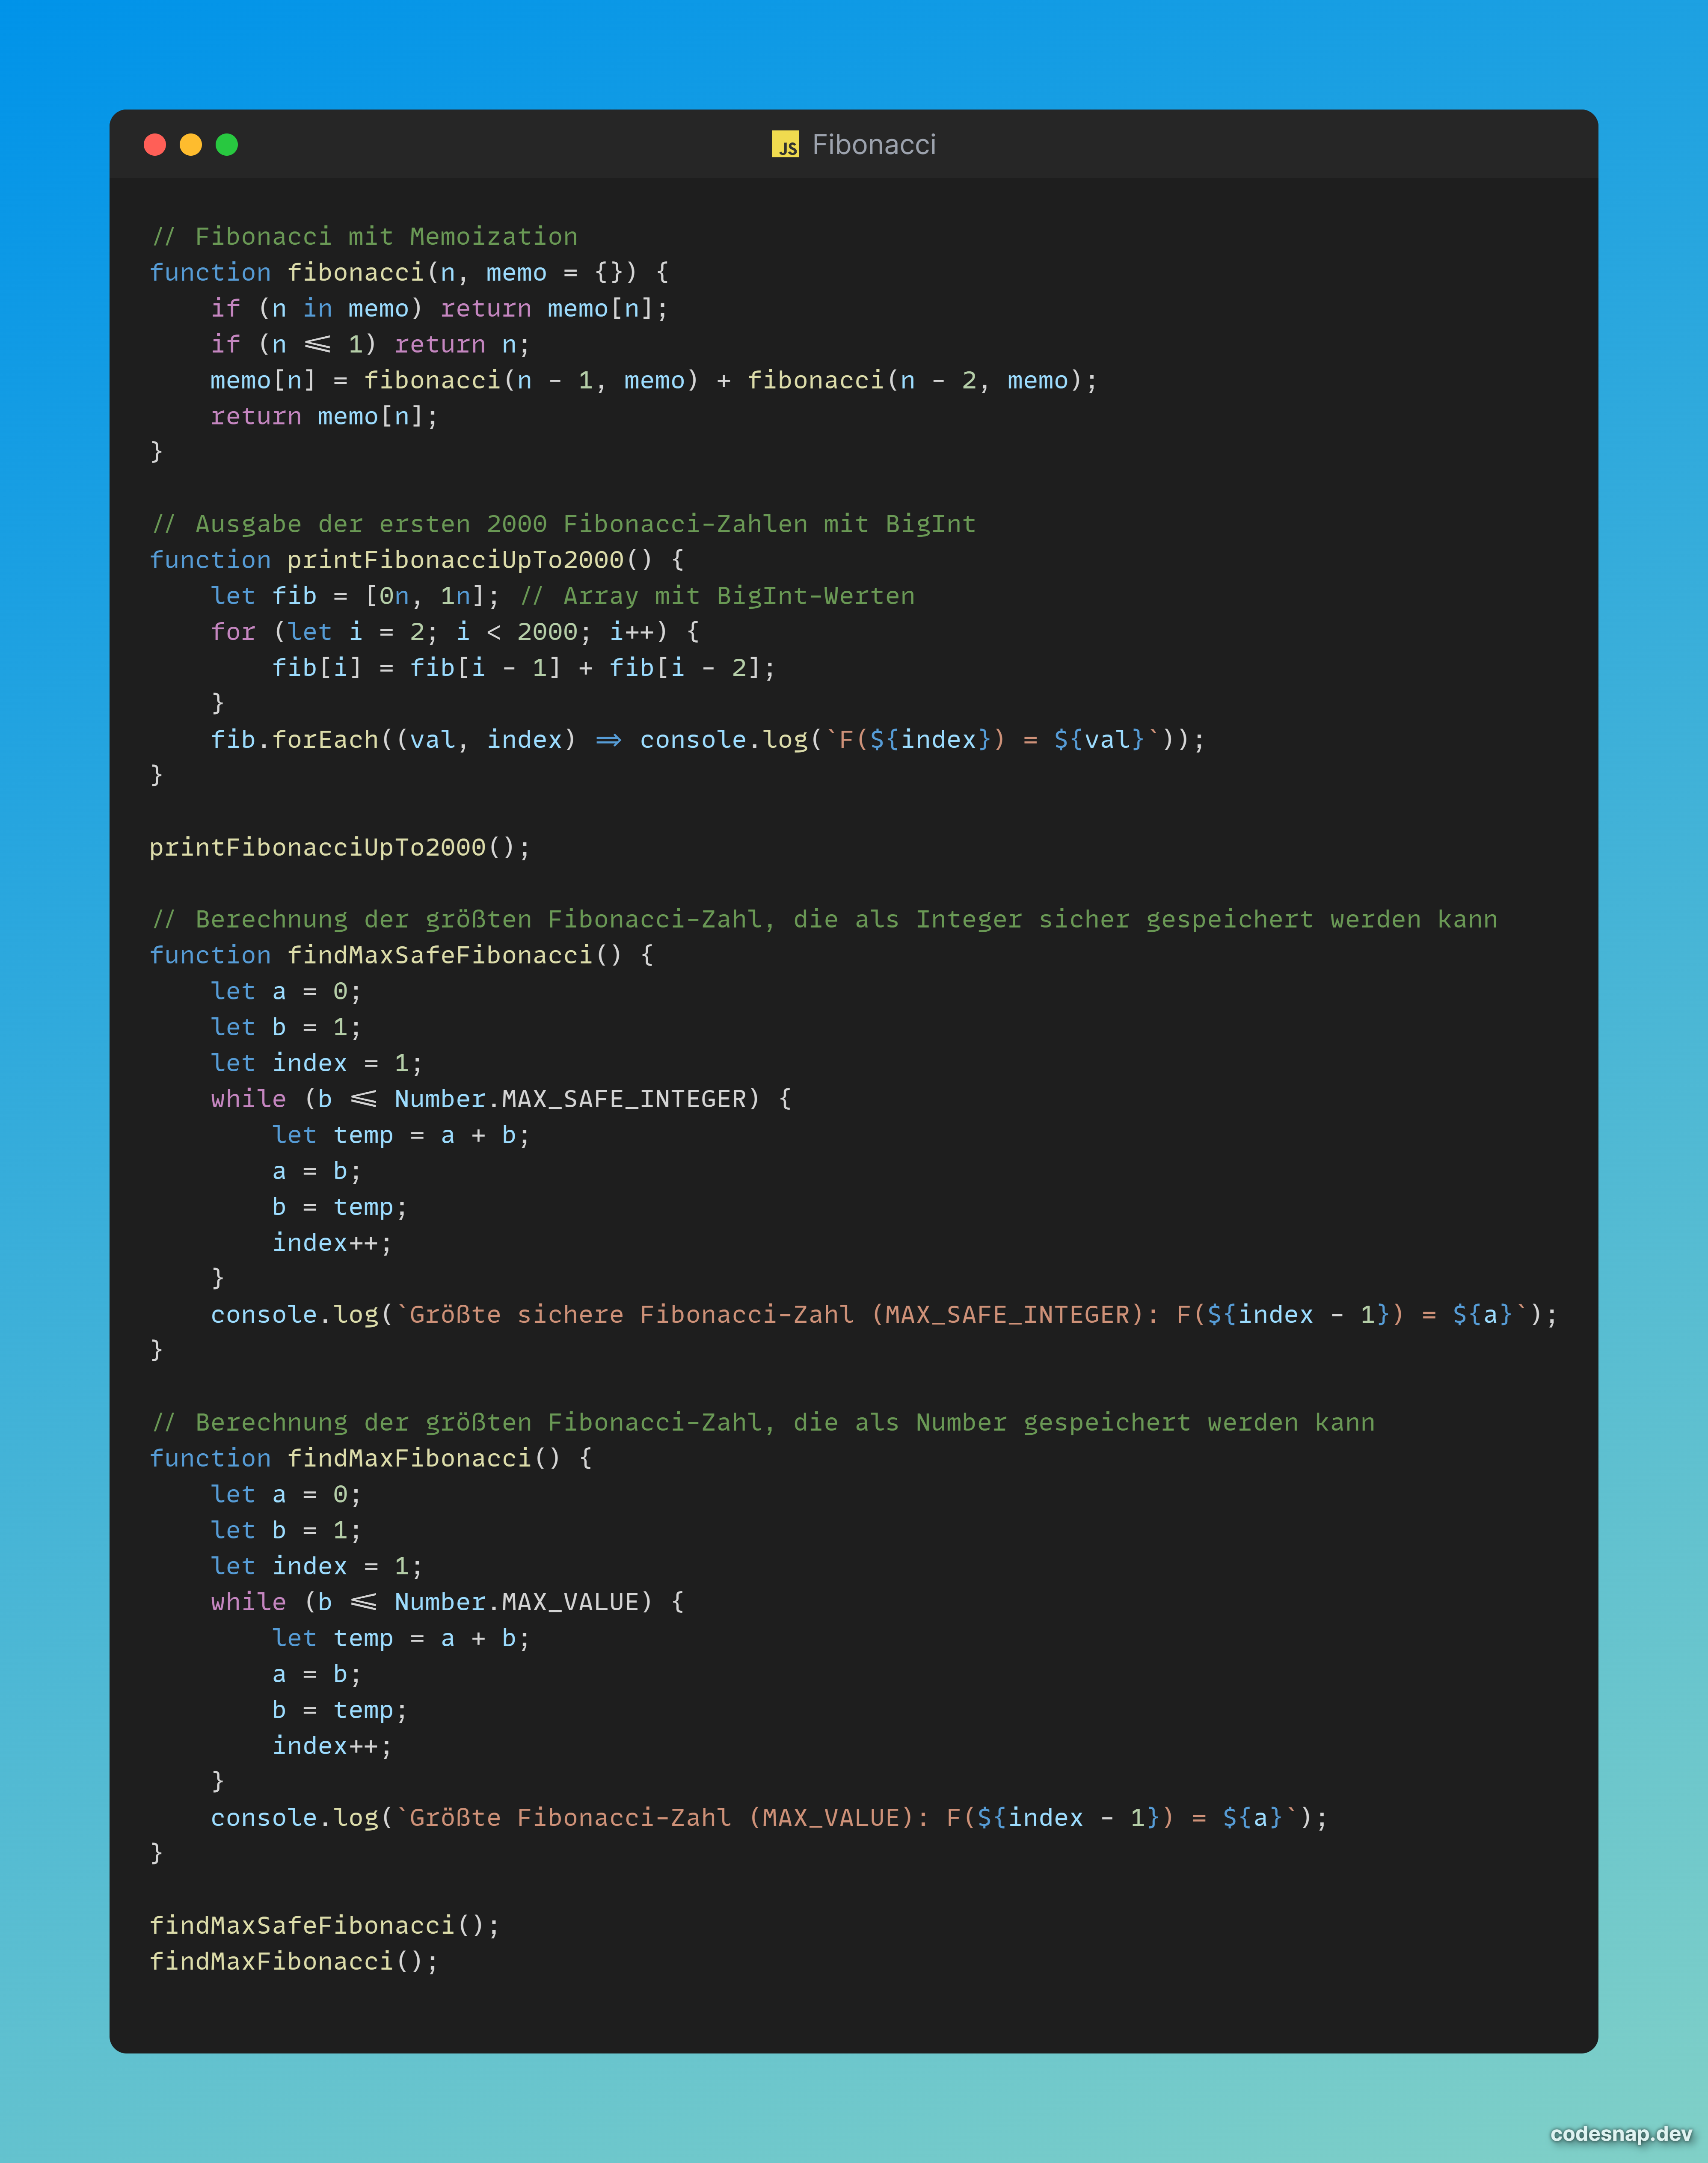 JS Fibonacci
// Fibonacci mit Memoization
function fibonacci(n, memo = {}) {
    if (n in memo) return memo[n];
    if (n <= 1) return n;
    memo[n] = fibonacci(n - 1, memo) + fibonacci(n - 2, memo);
    return memo[n];
}

// Ausgabe der ersten 2000 Fibonacci-Zahlen mit BigInt
function printFibonacciUpTo2000() {
    let fib = [0n, 1n]; // Array mit BigInt-Werten
    for (let i = 2; i < 2000; i++) {
        fib[i] = fib[i - 1] + fib[i - 2];
    }
    fib.forEach((val, index) => console.log(`F(${index}) = ${val}`));
}

printFibonacciUpTo2000();

// Berechnung der größten Fibonacci-Zahl, die als Integer sicher gespeichert werden kann
function findMaxSafeFibonacci() {
    let a = 0;
    let b = 1;
    let index = 1;
    while (b <= Number.MAX_SAFE_INTEGER) {
        let temp = a + b;
        a = b;
        b = temp;
        index++;
    }
    console.log(`Größte sichere Fibonacci-Zahl (MAX_SAFE_INTEGER): F(${index - 1}) = ${a}`);
}

// Berechnung der größten Fibonacci-Zahl, die als Number gespeichert werden kann
function findMaxFibonacci() {
    let a = 0;
    let b = 1;
    let index = 1;
    while (b <= Number.MAX_VALUE) {
        let temp = a + b;
        a = b;
        b = temp;
        index++;
    }
    console.log(`Größte Fibonacci-Zahl (MAX_VALUE): F(${index - 1}) = ${a}`);
}

findMaxSafeFibonacci();
findMaxFibonacci();
codesnap.dev